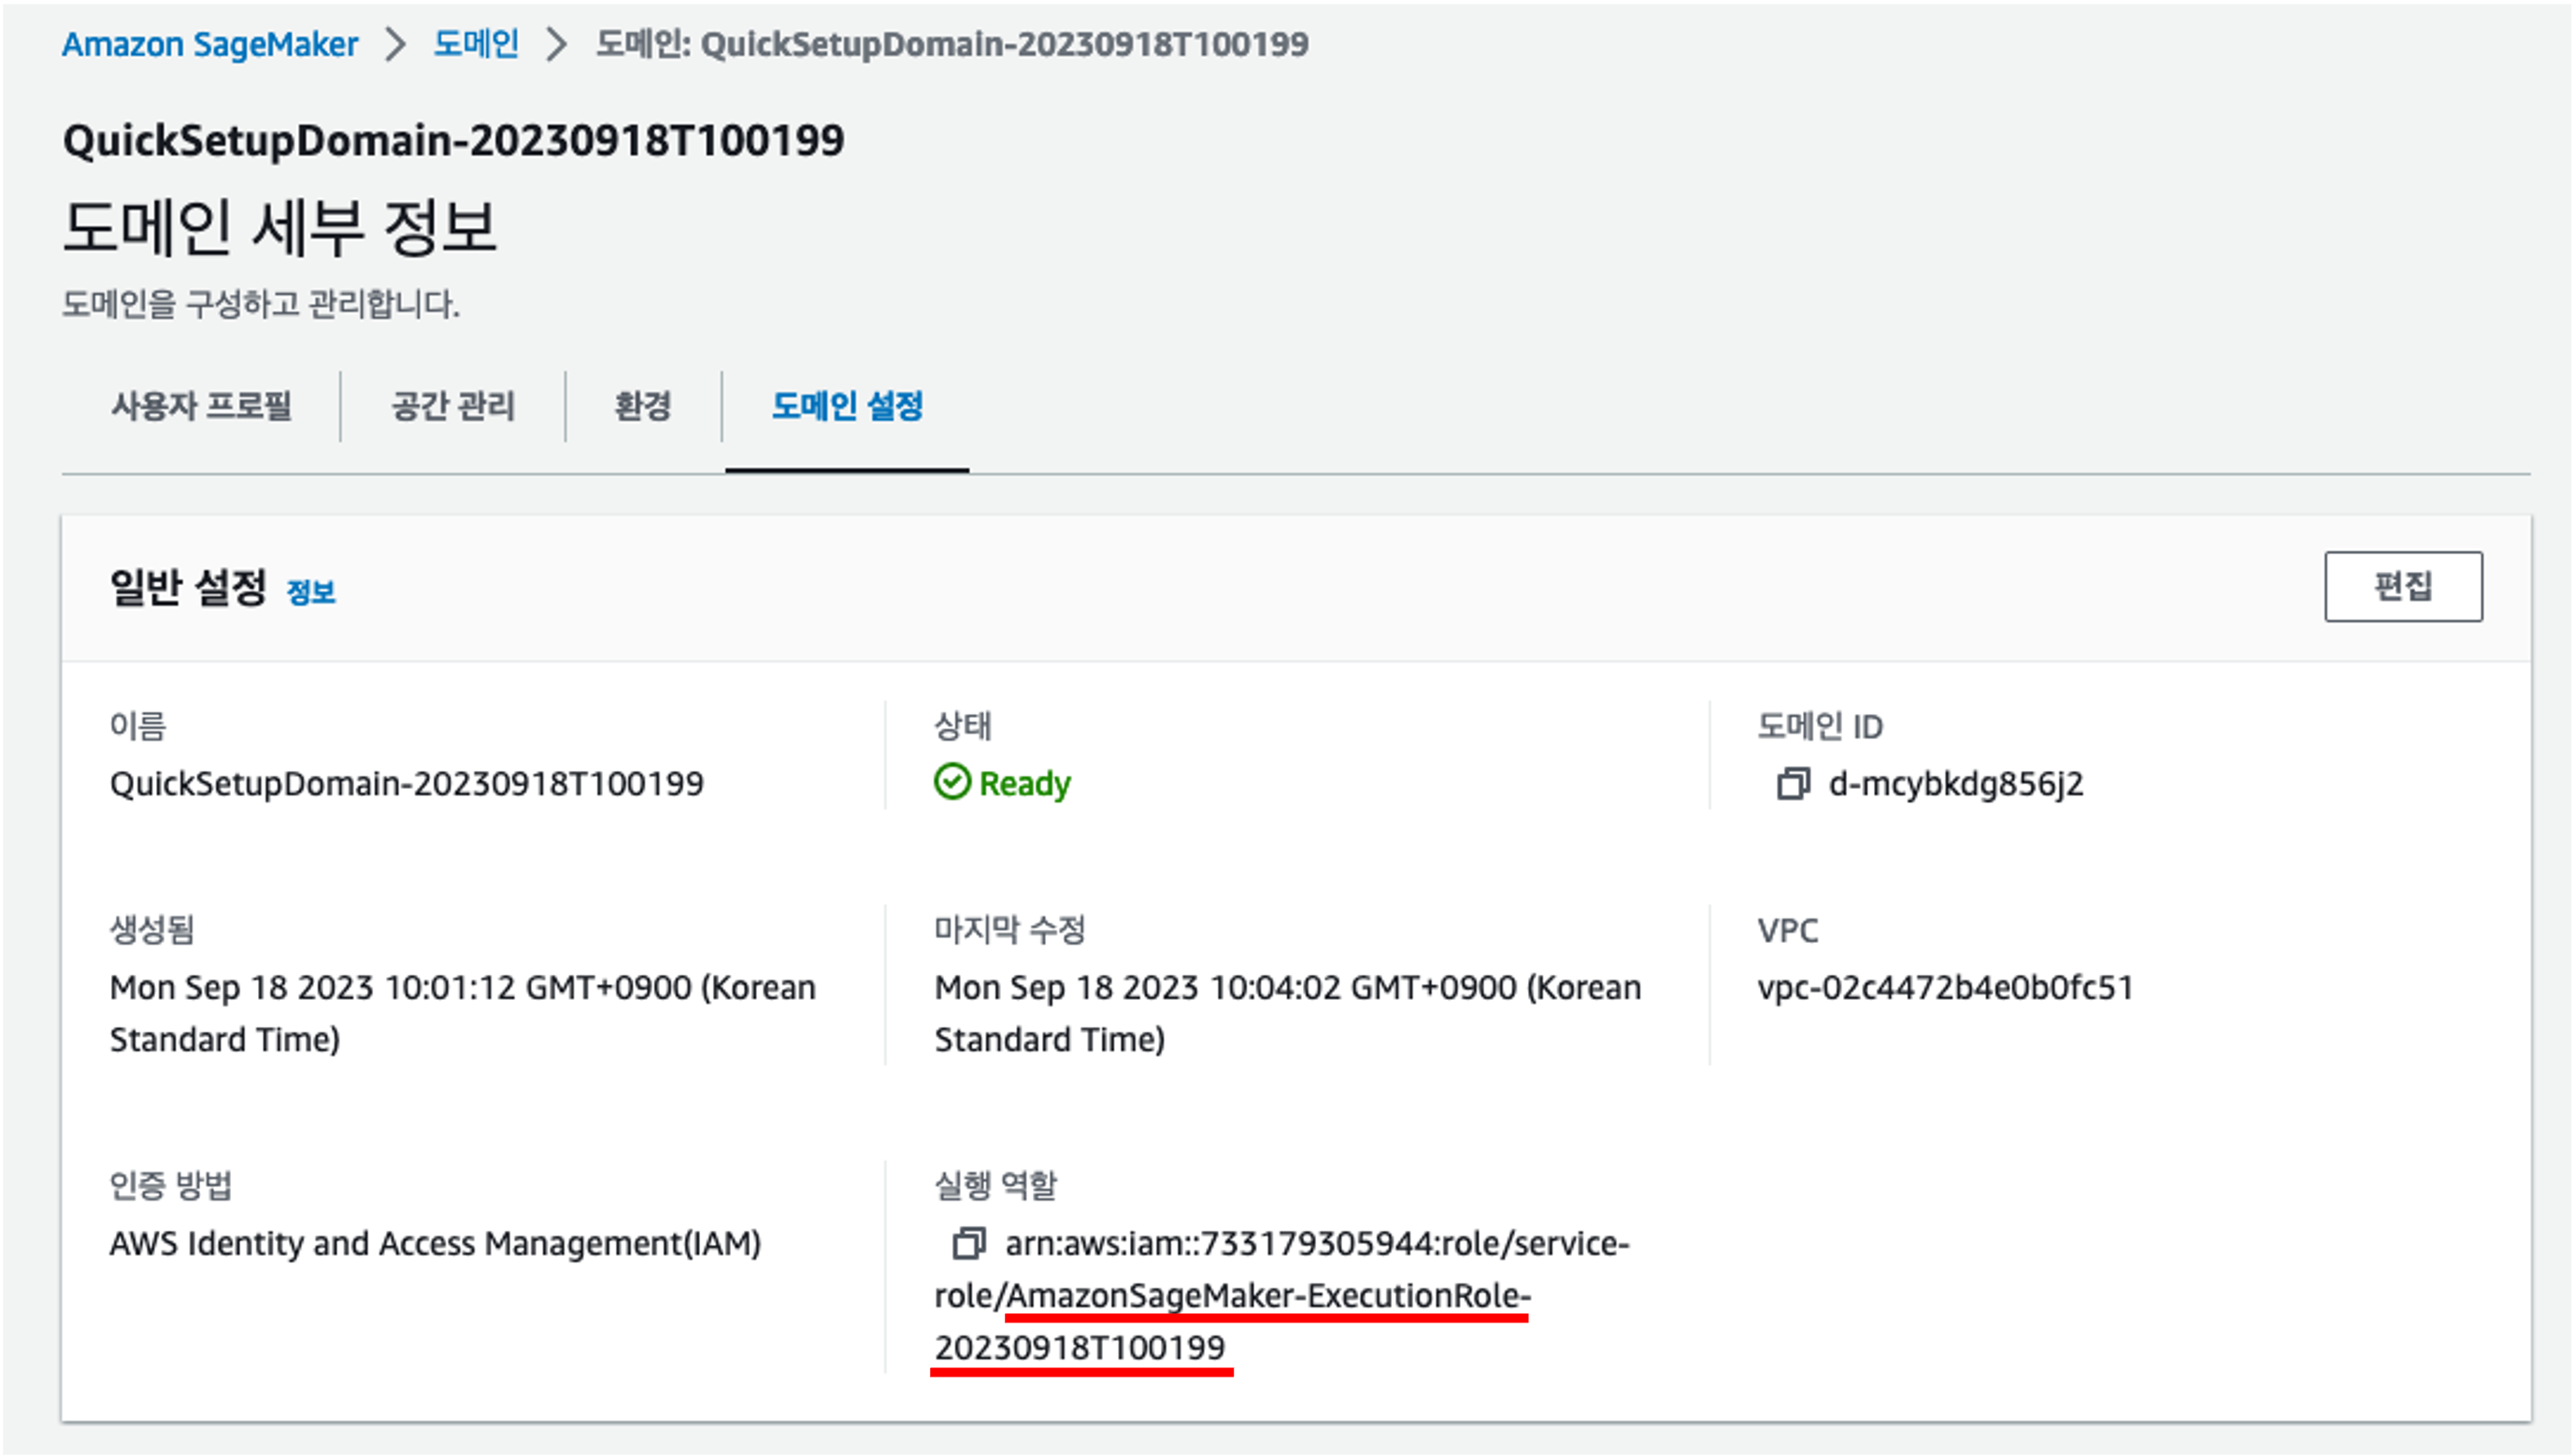 Amazon SageMaker > 도메인 > 도메인: QuickSetupDomain-20230918T100199
QuickSetupDomain-20230918T100199
도메인 세부 정보
도메인을 구성하고 관리합니다.
사용자 프로필 공간 관리 환경 도메인 설정
일반 설정 정보 편집
이름
QuickSetupDomain-20230918T100199
상태
Ready
도메인 ID
d-mcybkdg856j2
생성됨
Mon Sep 18 2023 10:01:12 GMT+0900 (Korean
Standard Time)
마지막 수정
Mon Sep 18 2023 10:04:02 GMT+0900 (Korean
Standard Time)
VPC
vpc-02c4472b4e0b0fc51
인증 방법
AWS Identity and Access Management(IAM)
실행 역할
arn:aws:iam::733179305944:role/service-
role/AmazonSageMaker-ExecutionRole-
20230918T100199